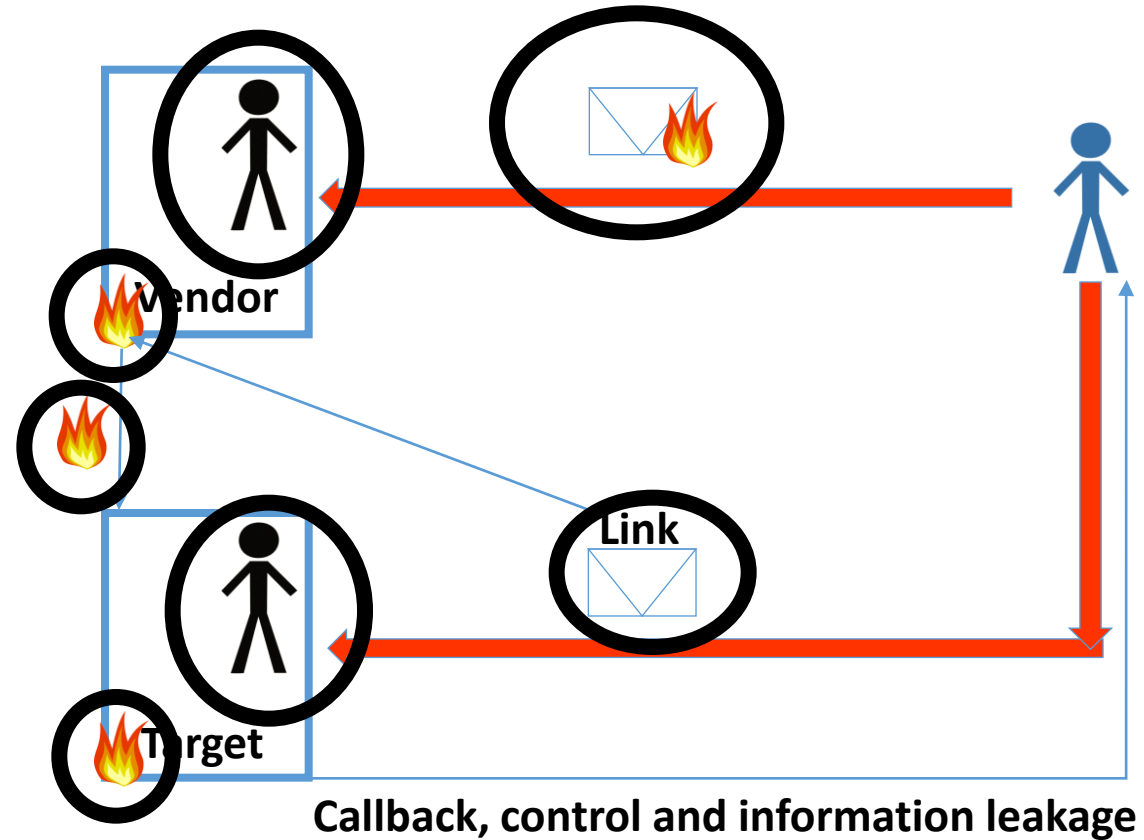 Vendor
Link
Target
Callback, control and information leakage